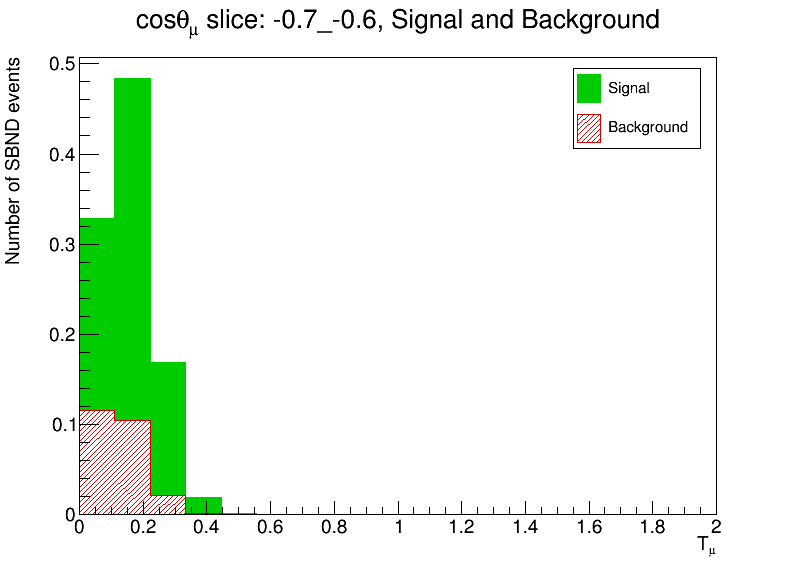 cosθμ slice: -0.7_-0.6, Signal and Background
Number of SBND events
0.5
0.4
0.3
0.2
0.1
0
Signal
Background
0 0.2 0.4 0.6 0.8 1 1.2 1.4 1.6 1.8 2
Tμ